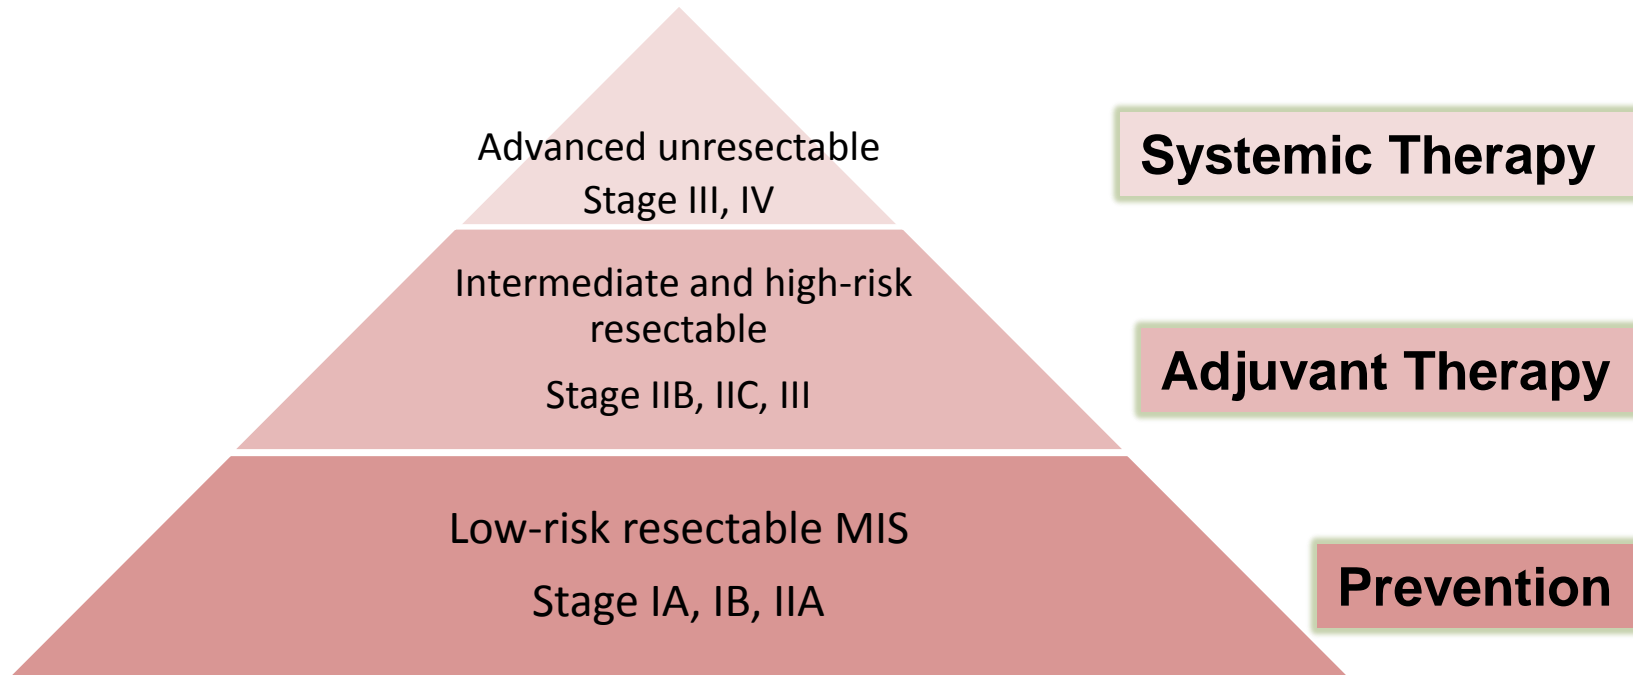 Advanced unresectable
Stage III, IV
Systemic Therapy
Intermediate and high-risk
resectable
Stage IIB, IIC, III
Adjuvant Therapy
Low-risk resectable MIS
Stage IA, IB, IIA
Prevention